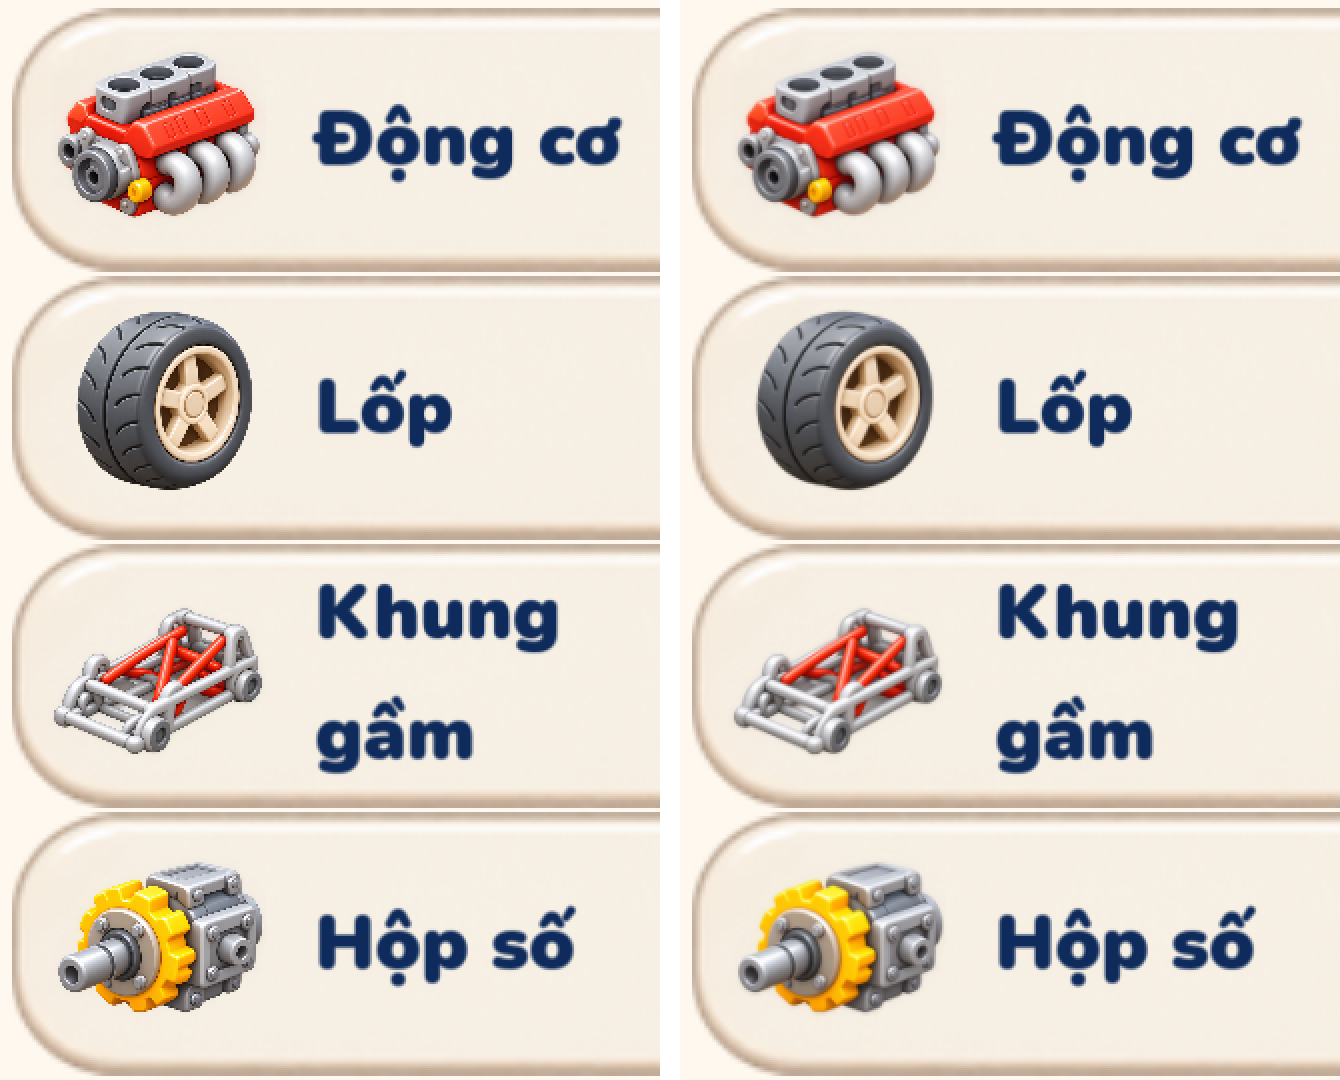 Động cơ
Động cơ
Lốp
Lốp
Khung
gầm
Khung
gầm
Hộp số
Hộp số